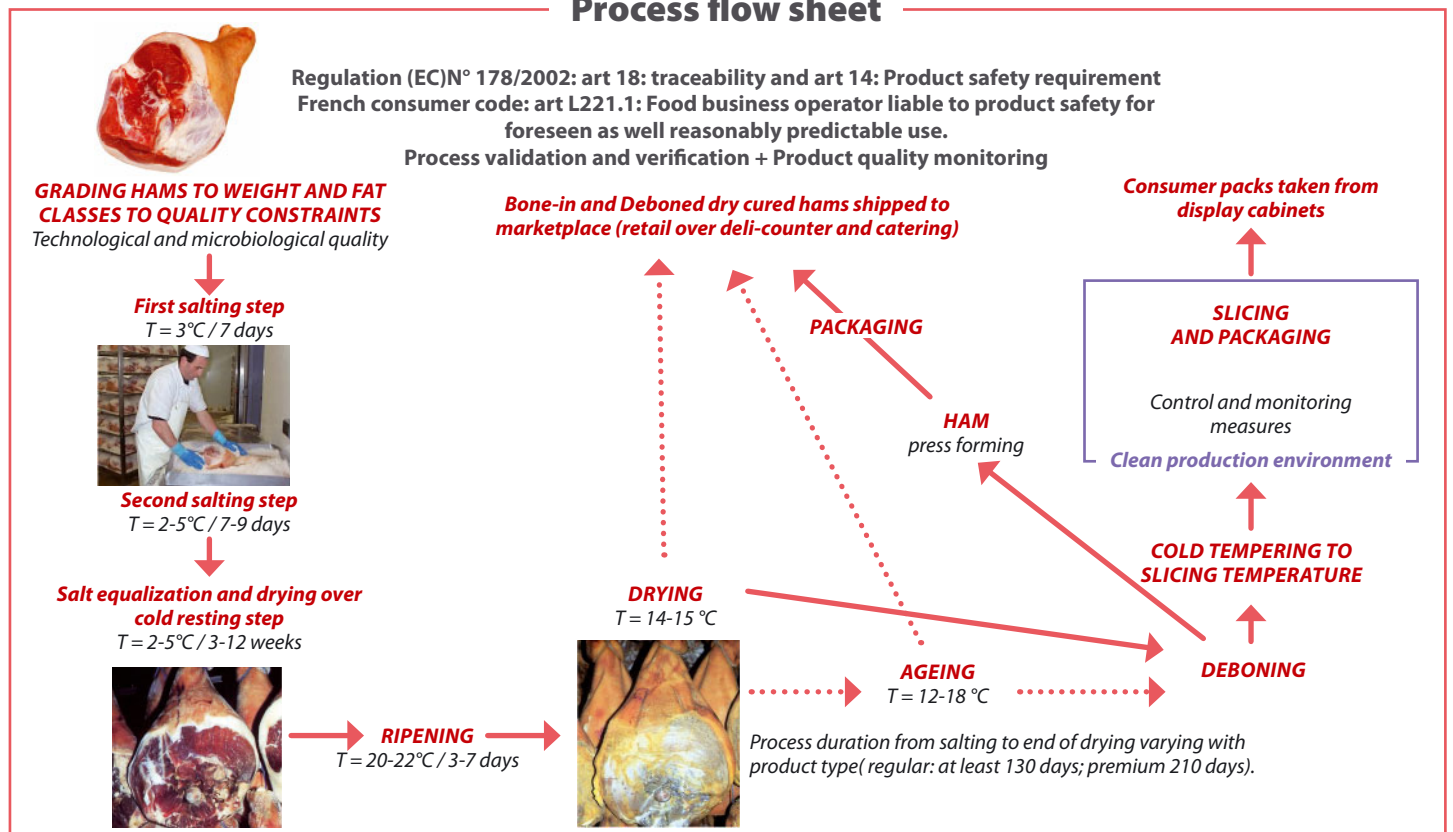 Process flow sheet
Regulation (EC)N° 178/2002: art 18: traceability and art 14: Product safety requirement
French consumer code: art L221.1: Food business operator liable to product safety for
foreseen as well reasonably predictable use.
Process validation and verification + Product quality monitoring
GRADING HAMS TO WEIGHT AND FAT
CLASSES TO QUALITY CONSTRAINTS
Technological and microbiological quality
First salting step
T = 3°C / 7 days
Second salting step
T = 2-5°C / 7-9 days
Salt equalization and drying over
cold resting step
T = 2-5°C / 3-12 weeks
RIPENING
T = 20-22°C / 3-7 days
DRYING
T = 14-15 °C
AGEING
T = 12-18 °C
Process duration from salting to end of drying varying with
product type( regular: at least 130 days; premium 210 days).
DEBONING
HAM
press forming
PACKAGING
Bone-in and Deboned dry cured hams shipped to
marketplace (retail over deli-counter and catering)
COLD TEMPERING TO
SLICING TEMPERATURE
SLICING
AND PACKAGING
Control and monitoring
measures
Clean production environment
Consumer packs taken from
display cabinets